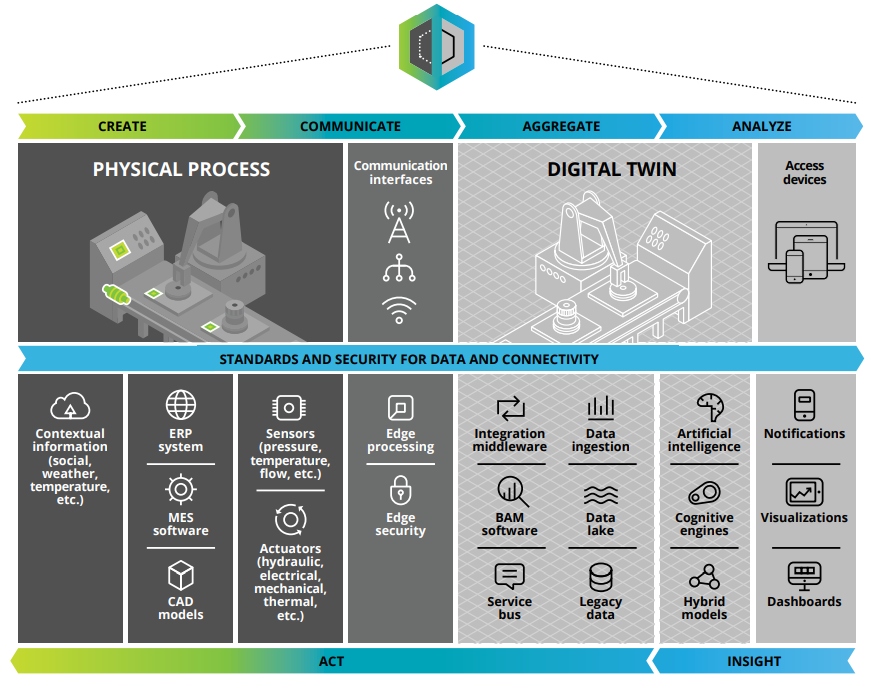 CREATE
COMMUNICATE
AGGREGATE
ANALYZE
PHYSICAL PROCESS
Communication
interfaces
DIGITAL TWIN
Access
devices
STANDARDS AND SECURITY FOR DATA AND CONNECTIVITY
Contextual
information
(social,
weather,
temperature,
etc.)
ERP
system
MES
software
CAD
models
Sensors
(pressure,
temperature,
flow, etc.)
Actuators
(hydraulic,
electrical,
mechanical,
thermal,
etc.)
Edge
processing
Edge
security
Integration
middleware
BAM
software
Service
bus
Data
ingestion
Data
lake
Legacy
data
Artificial
intelligence
Cognitive
engines
Hybrid
models
Notifications
Visualizations
Dashboards
ACT
INSIGHT